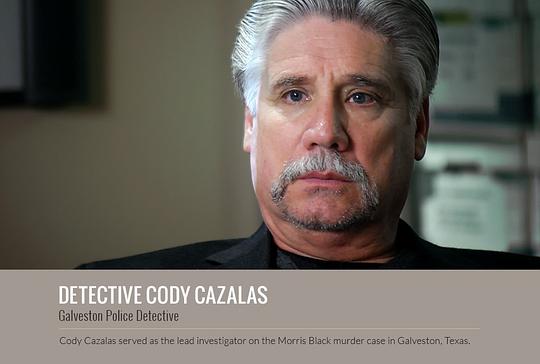 DETECTIVE CODY CAZALAS
Galveston Police Detective
Cody Cazalas served as the lead investigator on the Morris Black murder case in Galveston, Texas.